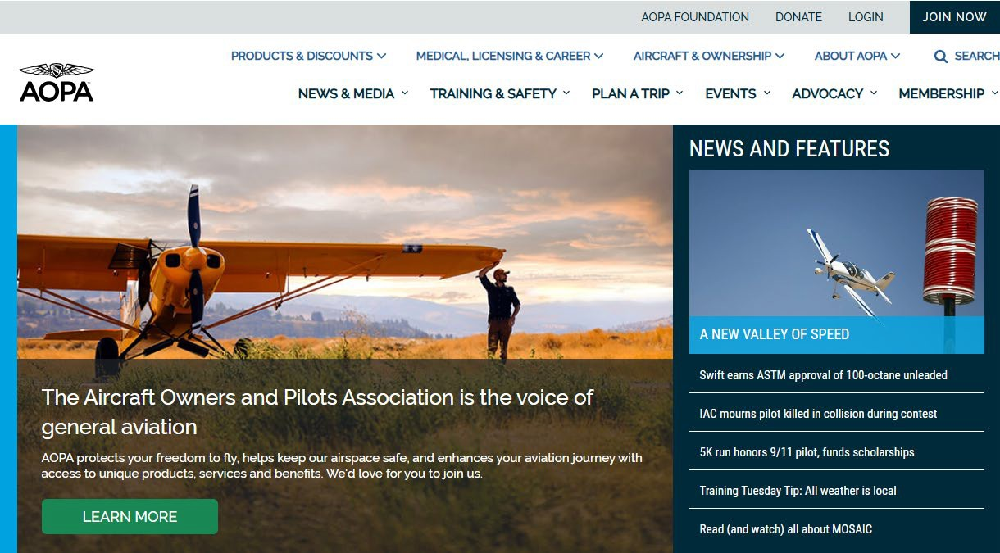 AOPA FOUNDATION DONATE LOGIN JOIN NOW
PRODUCTS & DISCOUNTS MEDICAL, LICENSING & CAREER AIRCRAFT & OWNERSHIP ABOUT AOPA SEARCH
AOPA
NEWS & MEDIA TRAINING & SAFETY PLAN A TRIP EVENTS ADVOCACY MEMBERSHIP
The Aircraft Owners and Pilots Association is the voice of
general aviation
AOPA protects your freedom to fly, helps keep our airspace safe, and enhances your aviation journey with
access to unique products, services and benefits. We'd love for you to join us.
LEARN MORE
NEWS AND FEATURES
A NEW VALLEY OF SPEED
Swift earns ASTM approval of 100-octane unleaded
IAC mourns pilot killed in collision during contest
5K run honors 9/11 pilot, funds scholarships
Training Tuesday Tip: All weather is local
Read (and watch) all about MOSAIC